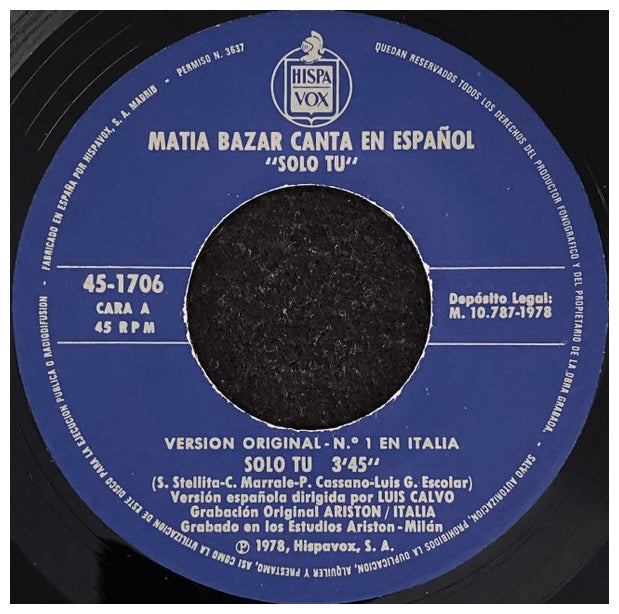 HISPA
VOX
MATIA BAZAR CANTA EN ESPAÑOL
"SOLO TU"
45-1706
CARA A
45 RPM
Depósito Legal:
M. 10.787-1978
VERSION ORIGINAL - N.º 1 EN ITALIA
SOLO TU 3'45"
(S. Stellita-C. Marrale-P. Cassano-Luis G. Escolar)
Versión española dirigida por LUIS CALVO
Grabación Original ARISTON / ITALIA
Grabado en los Estudios Ariston - Milán
Ⓟ 1978, Hispavox, S. A.
FABRICADO EN ESPAÑA POR HISPAVOX, S. A. MADRID - PERMISO N. 3637
QUEDAN RESERVADOS TODOS LOS DERECHOS DEL PRODUCTOR FONOGRAFICO Y DEL PROPIETARIO DE LA OBRA GRABADA. - SALVO AUTORIZACION, PROHIBIDOS LA DUPLICACION, ALQUILER Y PRESTAMO, ASI COMO LA UTILIZACION DE ESTE DISCO PARA LA EJECUCION PUBLICA O RADIODIFUSION -